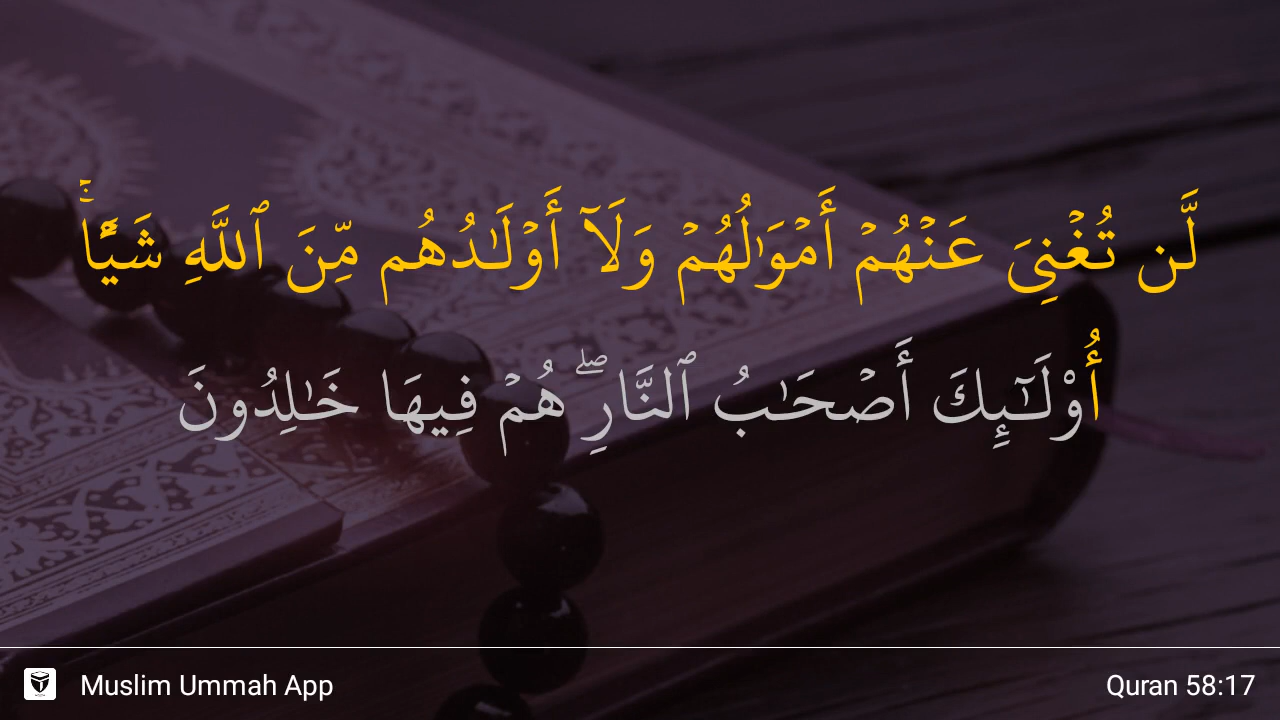 لَّن تُغۡنِيَ عَنۡهُمۡ أَمۡوَٰلُهُمۡ وَلَآ أَوۡلَٰدُهُم مِّنَ ٱللَّهِ شَيۡـًٔاۚ
أُوْلَٰٓئِكَ أَصۡحَٰبُ ٱلنَّارِۖ هُمۡ فِيهَا خَٰلِدُونَ
Muslim Ummah App
Quran 58:17